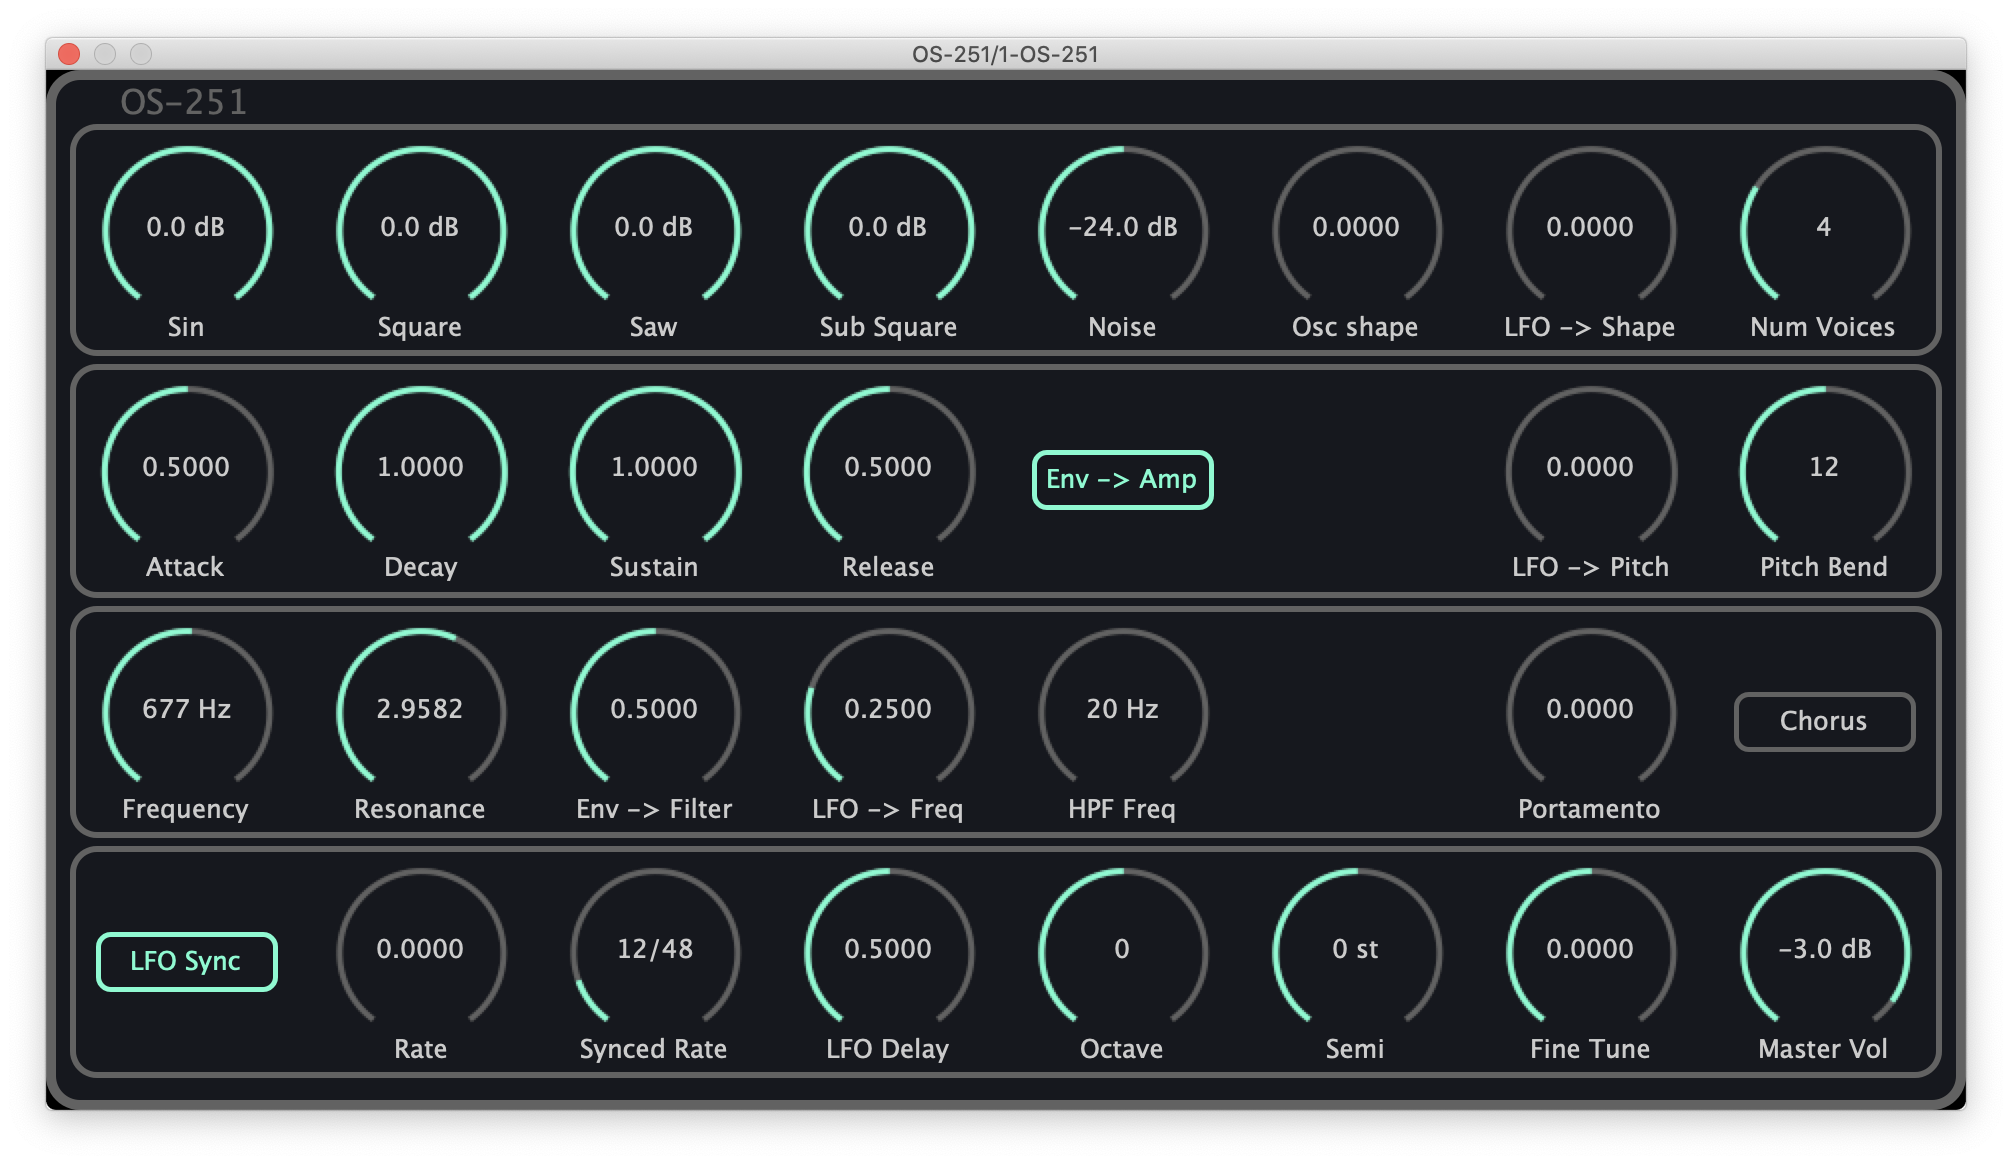 OS-251/1-OS-251
OS-251
0.0 dB 0.0 dB 0.0 dB 0.0 dB -24.0 dB 0.0000 0.0000 4
Sin Square Saw Sub Square Noise Osc shape LFO -> Shape Num Voices
0.5000 1.0000 1.0000 0.5000 Env -> Amp 0.0000 12
Attack Decay Sustain Release LFO -> Pitch Pitch Bend
677 Hz 2.9582 0.5000 0.2500 20 Hz 0.0000 Chorus
Frequency Resonance Env -> Filter LFO -> Freq HPF Freq Portamento
LFO Sync 0.0000 12/48 0.5000 0 0 st 0.0000 -3.0 dB
Rate Synced Rate LFO Delay Octave Semi Fine Tune Master Vol